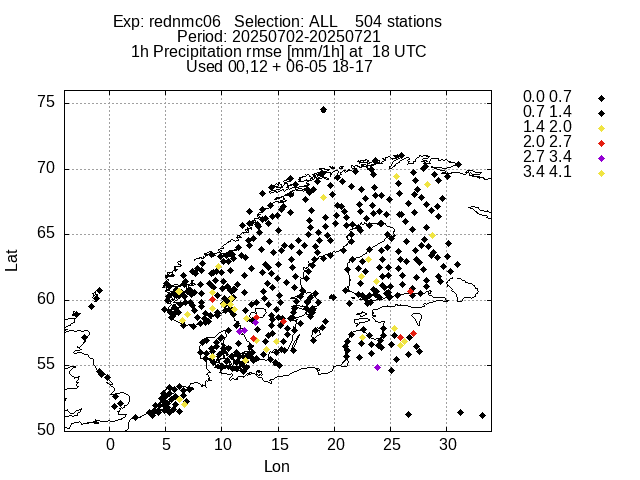 Exp: rednmc06   Selection: ALL    504 stations
Period: 20250702-20250721
1h Precipitation rmse [mm/1h] at  18 UTC
Used 00,12 + 06-05 18-17
0.0 0.7
0.7 1.4
1.4 2.0
2.0 2.7
2.7 3.4
3.4 4.1
75
70
65
60
55
50
Lat
0 5 10 15 20 25 30
Lon